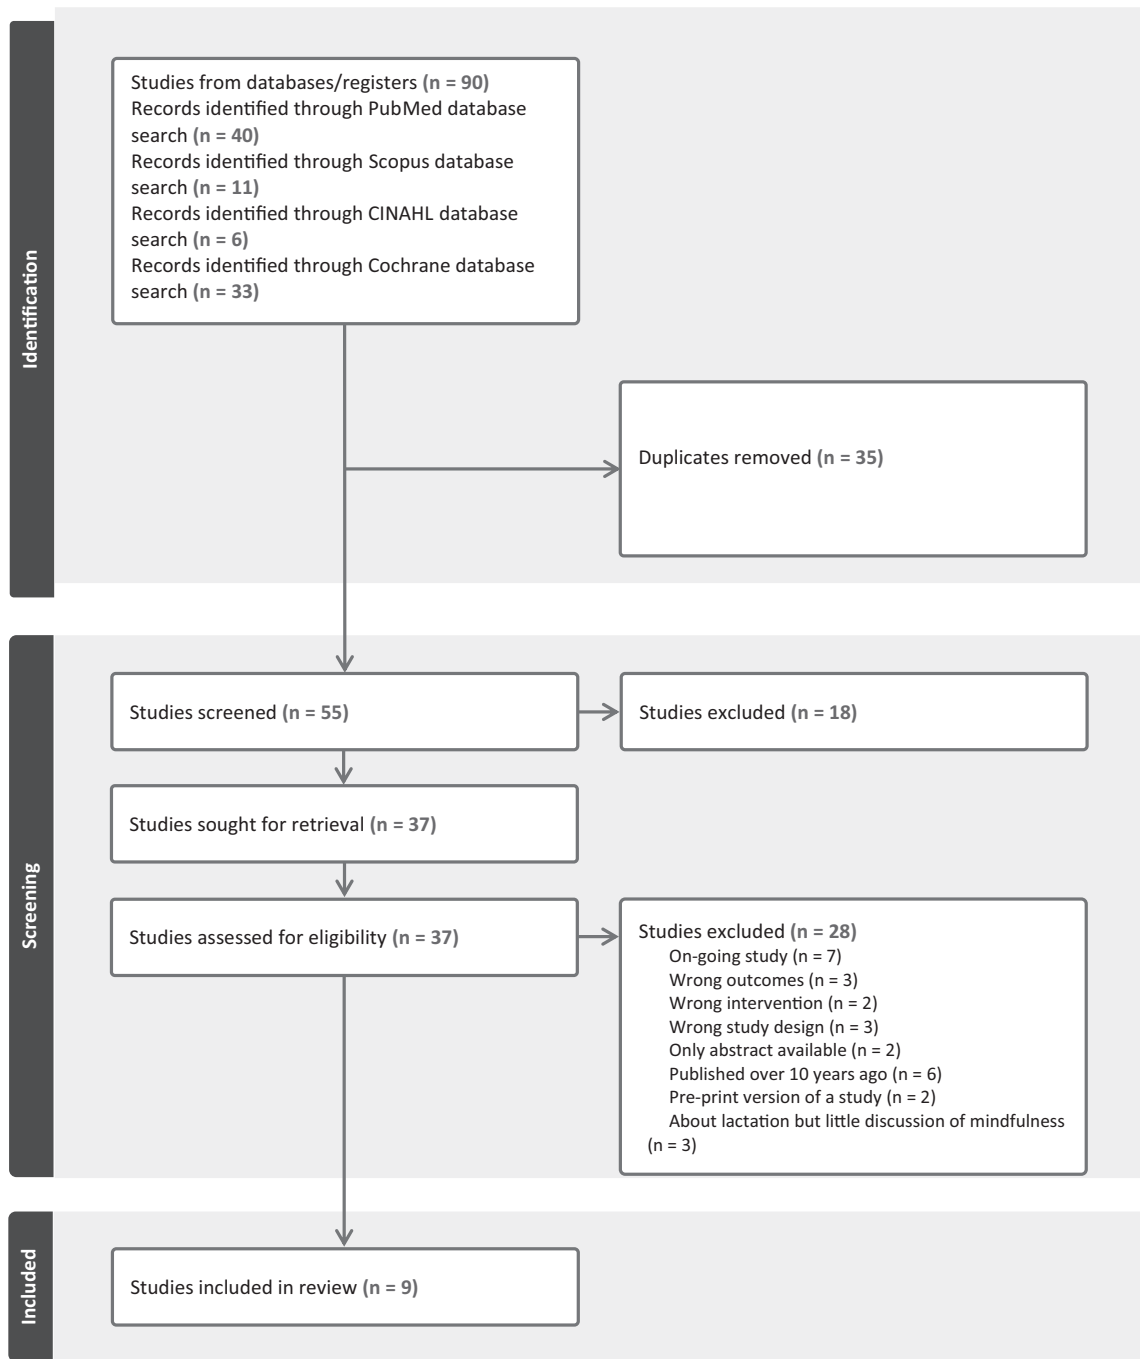 Identification
Studies from databases/registers (n = 90)
Records identified through PubMed database
search (n = 40)
Records identified through Scopus database
search (n = 11)
Records identified through CINAHL database
search (n = 6)
Records identified through Cochrane database
search (n = 33)
Duplicates removed (n = 35)
Screening
Studies screened (n = 55)
Studies excluded (n = 18)
Studies sought for retrieval (n = 37)
Studies assessed for eligibility (n = 37)
Studies excluded (n = 28)
On-going study (n = 7)
Wrong outcomes (n = 3)
Wrong intervention (n = 2)
Wrong study design (n = 3)
Only abstract available (n = 2)
Published over 10 years ago (n = 6)
Pre-print version of a study (n = 2)
About lactation but little discussion of mindfulness
(n = 3)
Included
Studies included in review (n = 9)